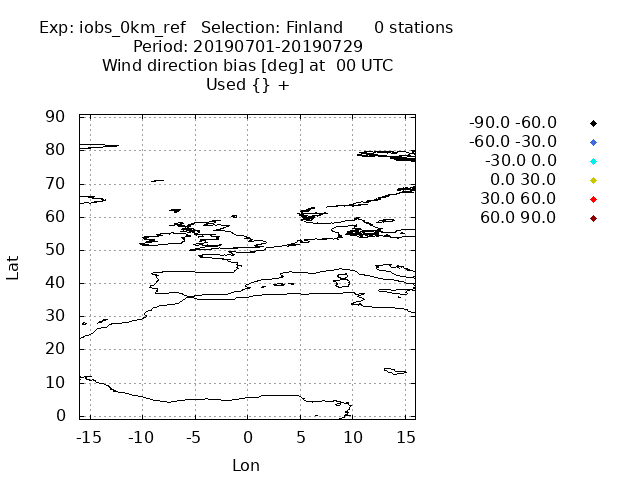 Exp: iobs_0km_ref   Selection: Finland      0 stations
Period: 20190701-20190729
Wind direction bias [deg] at  00 UTC
Used {} +
90
80
70
60
50
40
30
20
10
0
Lat
-15 -10 -5 0 5 10 15
Lon
-90.0 -60.0
-60.0 -30.0
-30.0 0.0
0.0 30.0
30.0 60.0
60.0 90.0